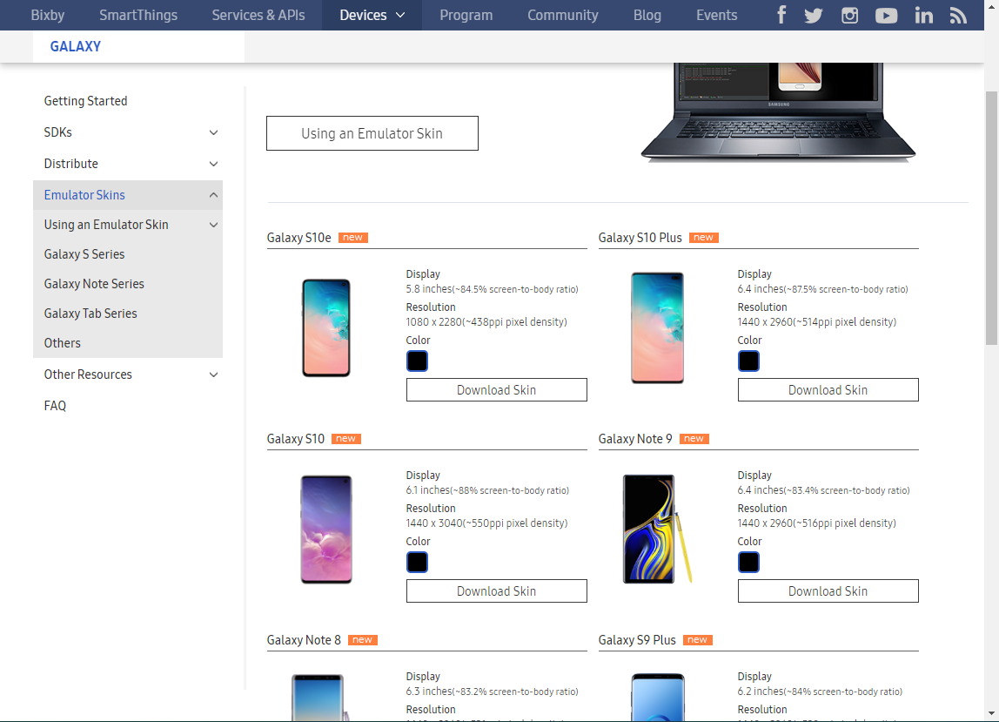 Bixby SmartThings Services & APIs Devices Program Community Blog Events
GALAXY
Getting Started
SDKs
Distribute
Emulator Skins
Using an Emulator Skin
Galaxy S Series
Galaxy Note Series
Galaxy Tab Series
Others
Other Resources
FAQ
SAMSUNG
Using an Emulator Skin
Galaxy S10e new
Display
5.8 inches(~84.5% screen-to-body ratio)
Resolution
1080 x 2280(~438ppi pixel density)
Color
Download Skin
Galaxy S10 Plus new
Display
6.4 inches(~87.5% screen-to-body ratio)
Resolution
1440 x 2960(~514ppi pixel density)
Color
Download Skin
Galaxy S10 new
Display
6.1 inches(~88% screen-to-body ratio)
Resolution
1440 x 3040(~550ppi pixel density)
Color
Download Skin
Galaxy Note 9 new
Display
6.4 inches(~83.4% screen-to-body ratio)
Resolution
1440 x 2960(~516ppi pixel density)
Color
Download Skin
Galaxy Note 8 new
Display
6.3 inches(~83.2% screen-to-body ratio)
Resolution
Galaxy S9 Plus new
Display
6.2 inches(~84% screen-to-body ratio)
Resolution